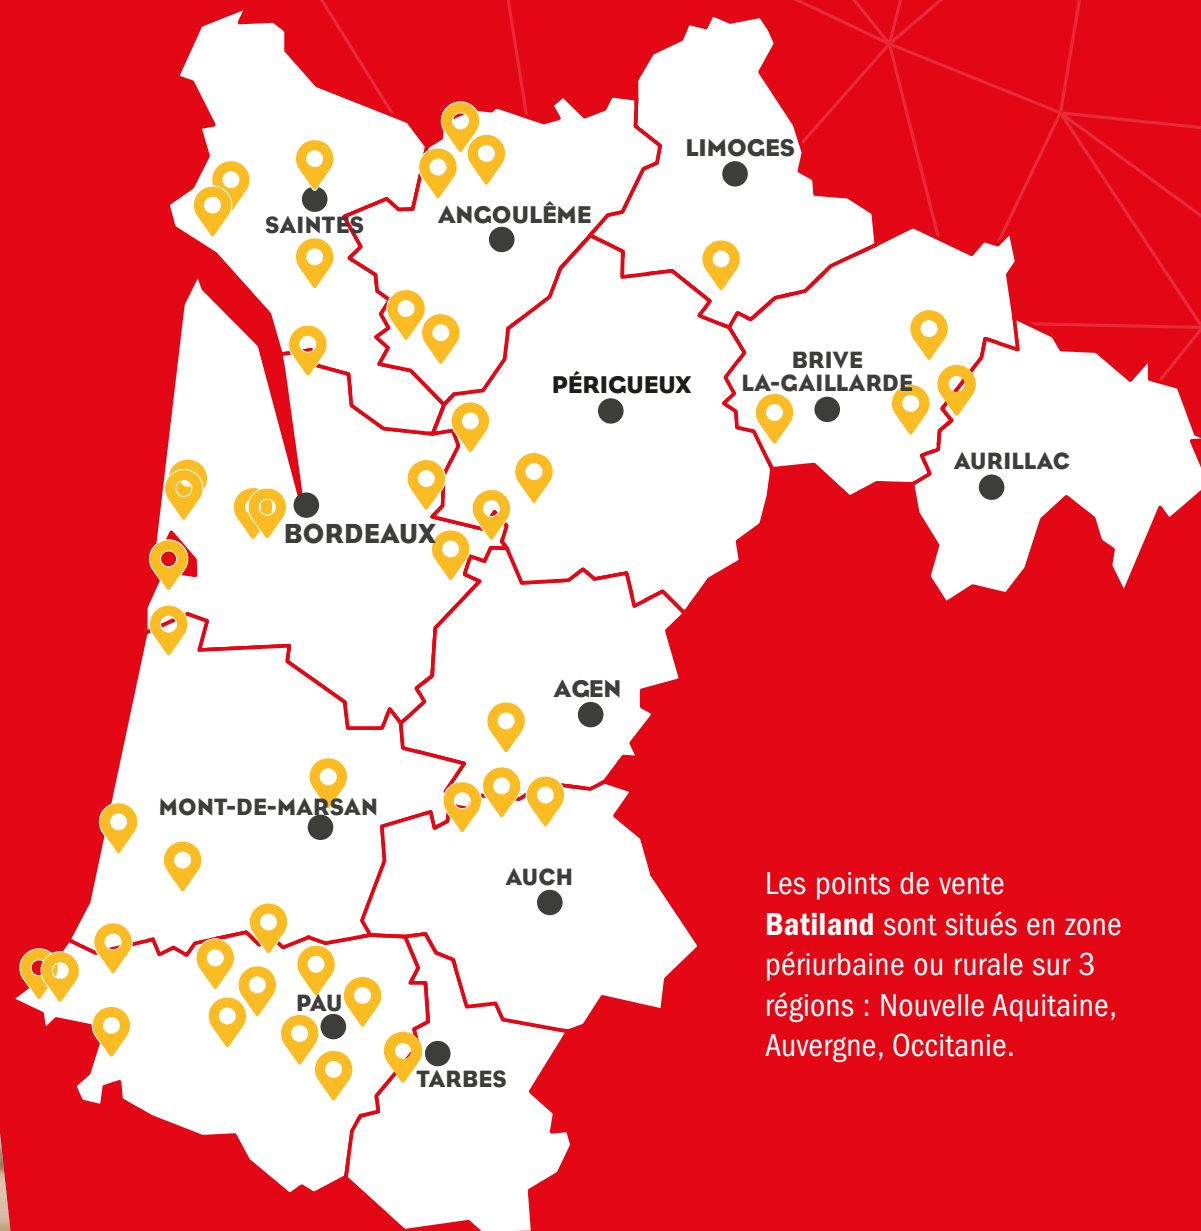 LIMOGES
ANGOULÊME
SAINTES
BRIVE
LA-GAILLARDE
PÉRIGUEUX
AURILLAC
BORDEAUX
AGEN
MONT-DE-MARSAN
AUCH
Les points de vente
Batiland sont situés en zone
périurbaine ou rurale sur 3
régions : Nouvelle Aquitaine,
Auvergne, Occitanie.
PAU
TARBES